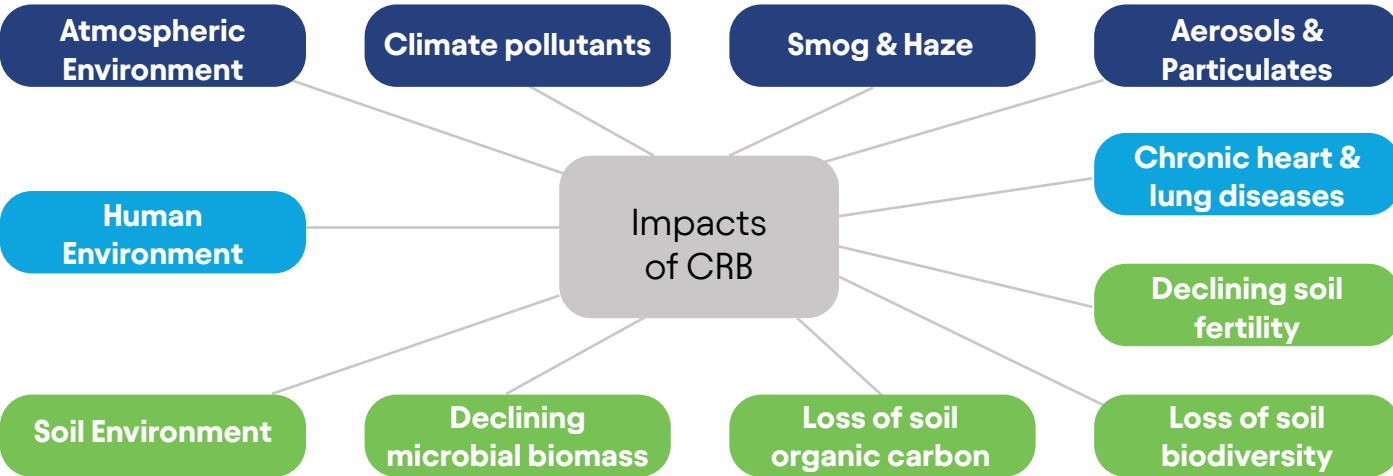 Atmospheric
Environment
Climate pollutants
Smog & Haze
Aerosols &
Particulates
Chronic heart &
lung diseases
Human
Environment
Impacts
of CRB
Declining soil
fertility
Soil Environment
Declining
microbial biomass
Loss of soil
organic carbon
Loss of soil
biodiversity